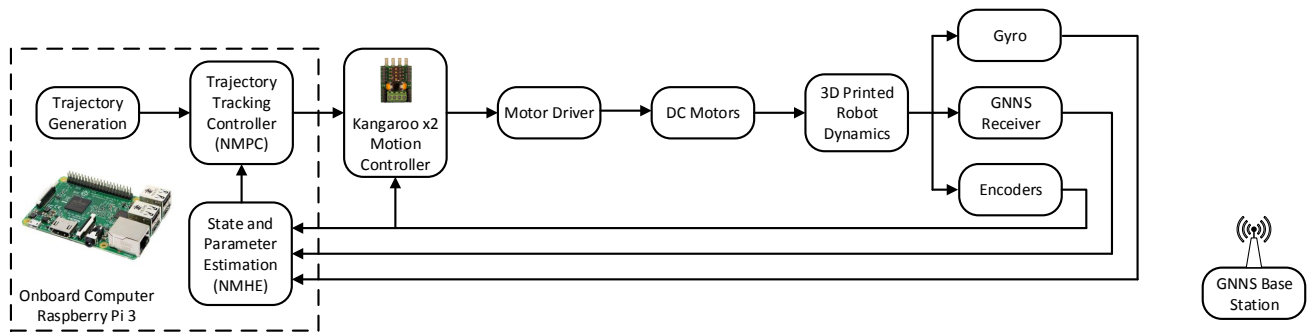 Trajectory
Generation
Trajectory
Tracking
Controller
(NMPC)
Kangaroo x2
Motion
Controller
Motor Driver
DC Motors
3D Printed
Robot
Dynamics
Gyro
GNNS
Receiver
Encoders
State and
Parameter
Estimation
(NMHE)
Onboard Computer
Raspberry Pi 3
GNNS Base
Station